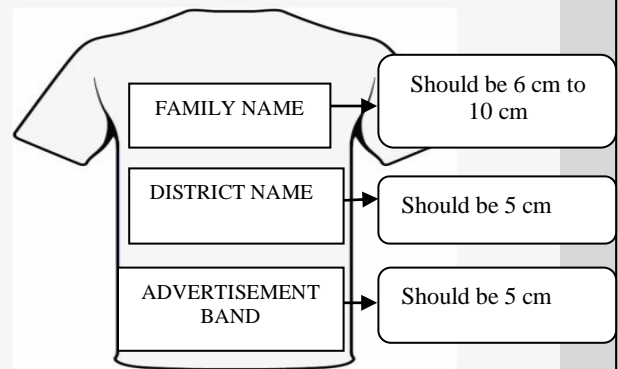 FAMILY NAME
Should be 6 cm to
10 cm
DISTRICT NAME
Should be 5 cm
ADVERTISEMENT
BAND
Should be 5 cm